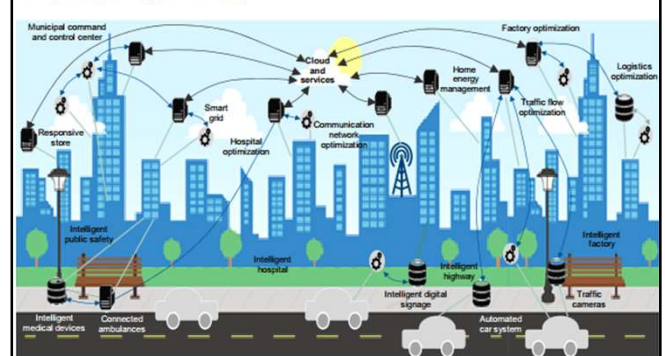 Municipal command
and control center
Factory optimization
Cloud
and
services
Home
energy
management
Logistics
optimization
Smart
grid
Traffic flow
optimization
Responsive
store
Hospital
optimization
Communication
network
optimization
Intelligent
public safety
Intelligent
factory
Intelligent
hospital
Intelligent
highway
Intelligent digital
signage
Traffic
cameras
Intelligent
medical devices
Connected
ambulances
Automated
car system